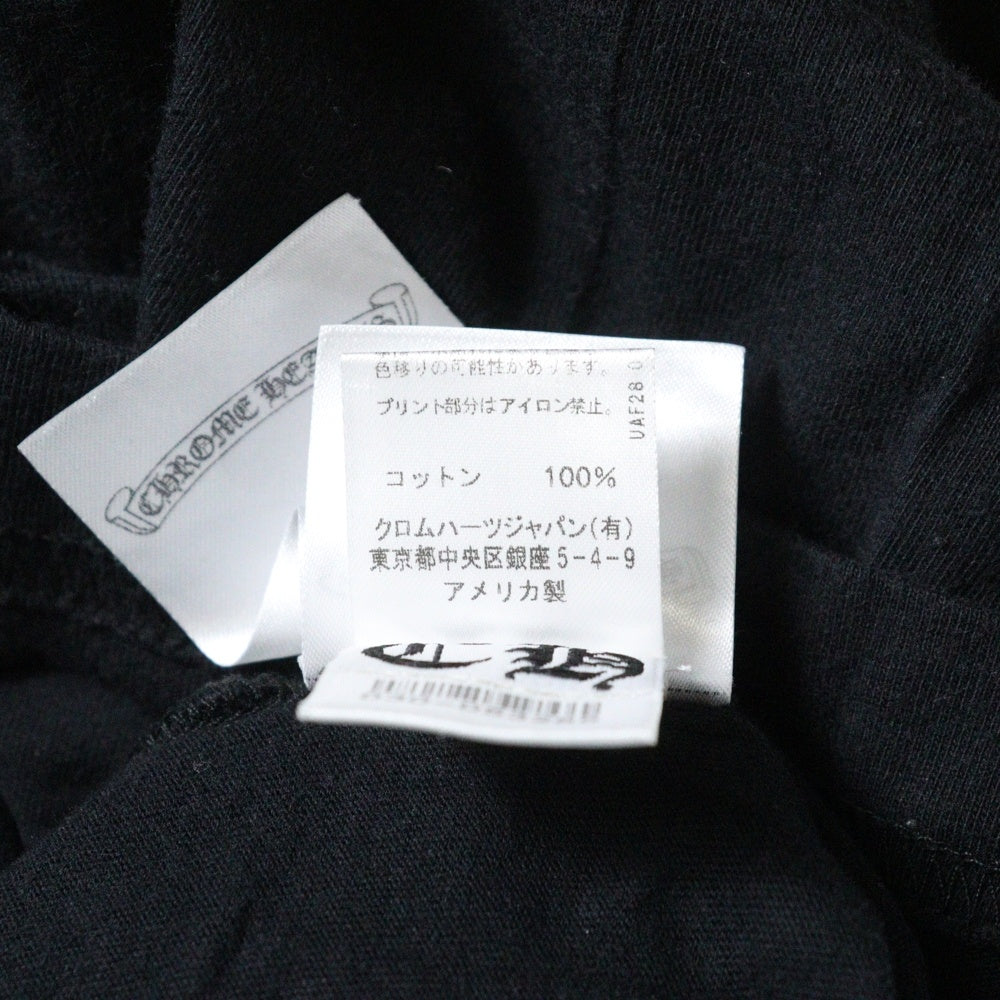 CHROME HE
色移りの可能性があります。
プリント部分はアイロン禁止。
UAF28
コットン 100%
クロムハーツジャパン(有)
東京都中央区銀座5-4-9
アメリカ製